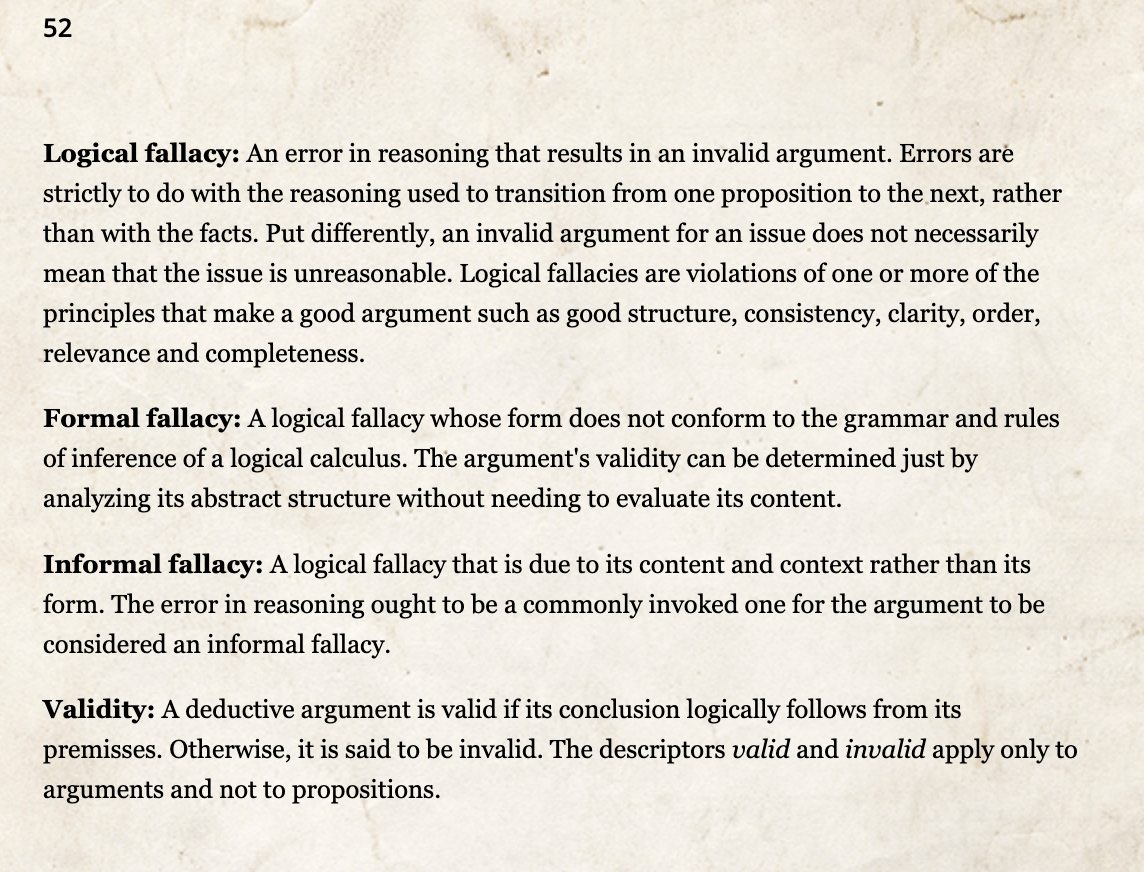 52
Logical fallacy: An error in reasoning that results in an invalid argument. Errors are
strictly to do with the reasoning used to transition from one proposition to the next, rather
than with the facts. Put differently, an invalid argument for an issue does not necessarily
mean that the issue is unreasonable. Logical fallacies are violations of one or more of the
principles that make a good argument such as good structure, consistency, clarity, order,
relevance and completeness.
Formal fallacy: A logical fallacy whose form does not conform to the grammar and rules
of inference of a logical calculus. The argument's validity can be determined just by
analyzing its abstract structure without needing to evaluate its content.
Informal fallacy: A logical fallacy that is due to its content and context rather than its
form. The error in reasoning ought to be a commonly invoked one for the argument to be
considered an informal fallacy.
Validity: A deductive argument is valid if its conclusion logically follows from its
premisses. Otherwise, it is said to be invalid. The descriptors valid and invalid apply only to
arguments and not to propositions.